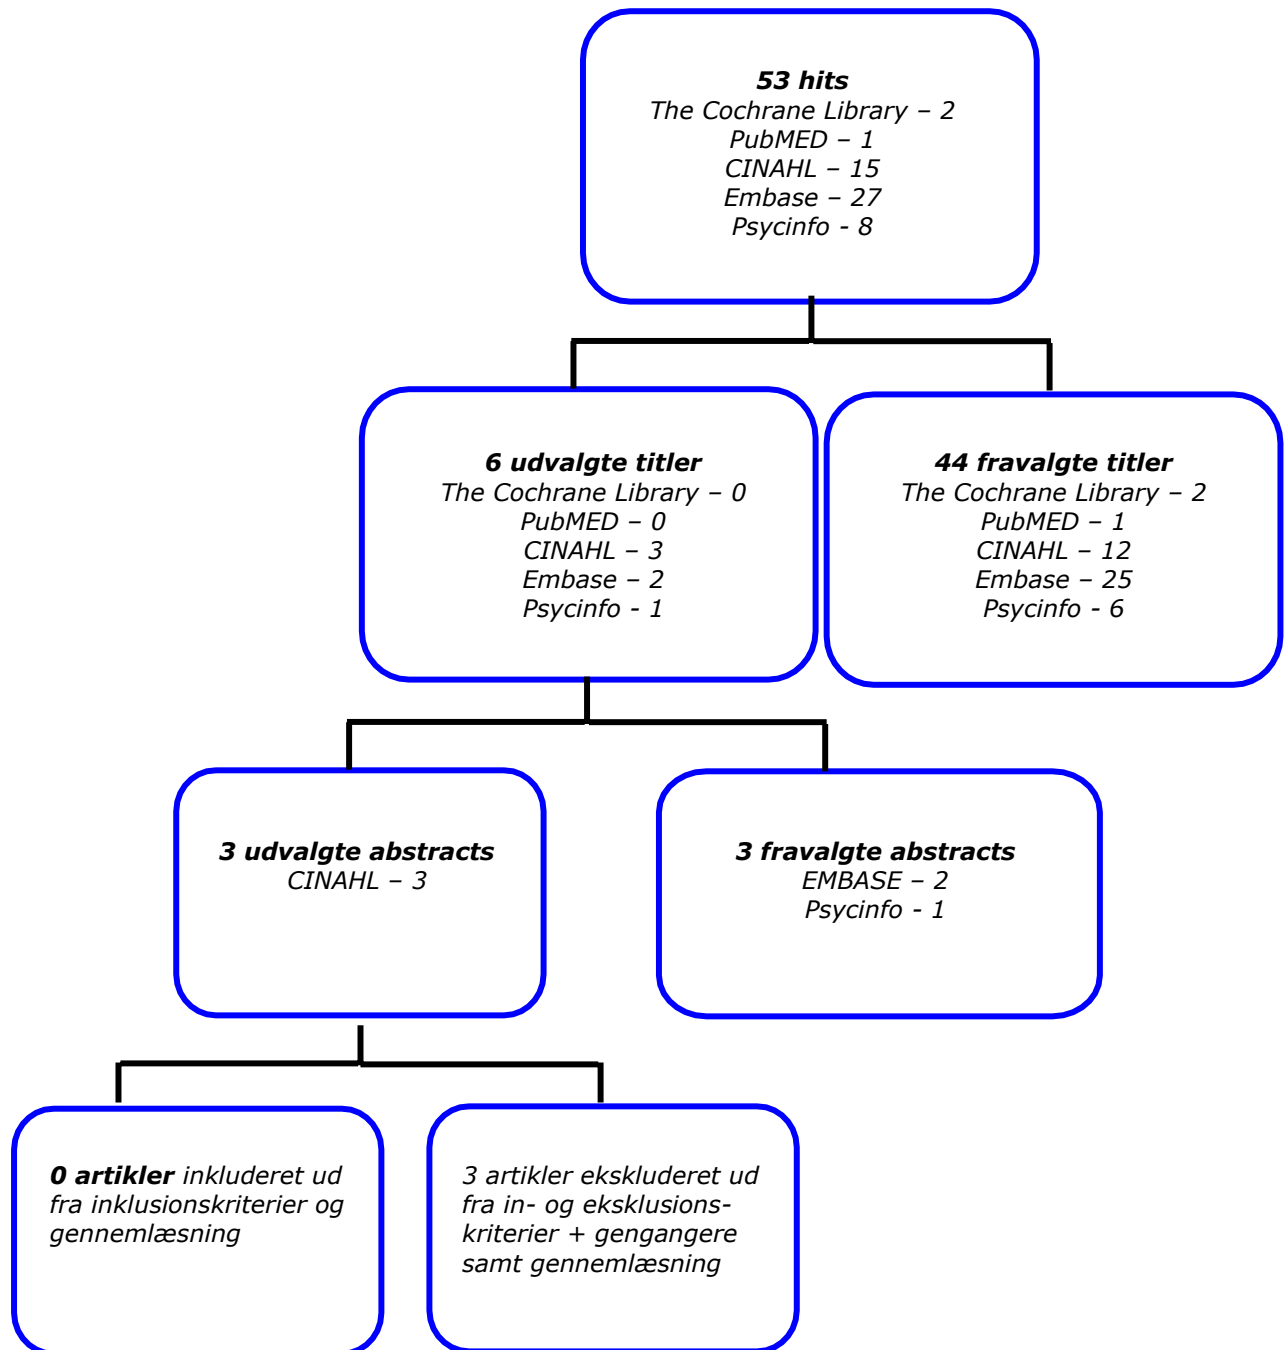 53 hits
The Cochrane Library – 2
PubMED – 1
CINAHL – 15
Embase – 27
Psycinfo - 8
6 udvalgte titler
The Cochrane Library – 0
PubMED – 0
CINAHL – 3
Embase – 2
Psycinfo - 1
44 fravalgte titler
The Cochrane Library – 2
PubMED – 1
CINAHL – 12
Embase – 25
Psycinfo - 6
3 udvalgte abstracts
CINAHL – 3
3 fravalgte abstracts
EMBASE – 2
Psycinfo - 1
0 artikler inkluderet ud
fra inklusionskriterier og
gennemlæsning
3 artikler ekskluderet ud
fra in- og eksklusions-
kriterier + gengangere
samt gennemlæsning